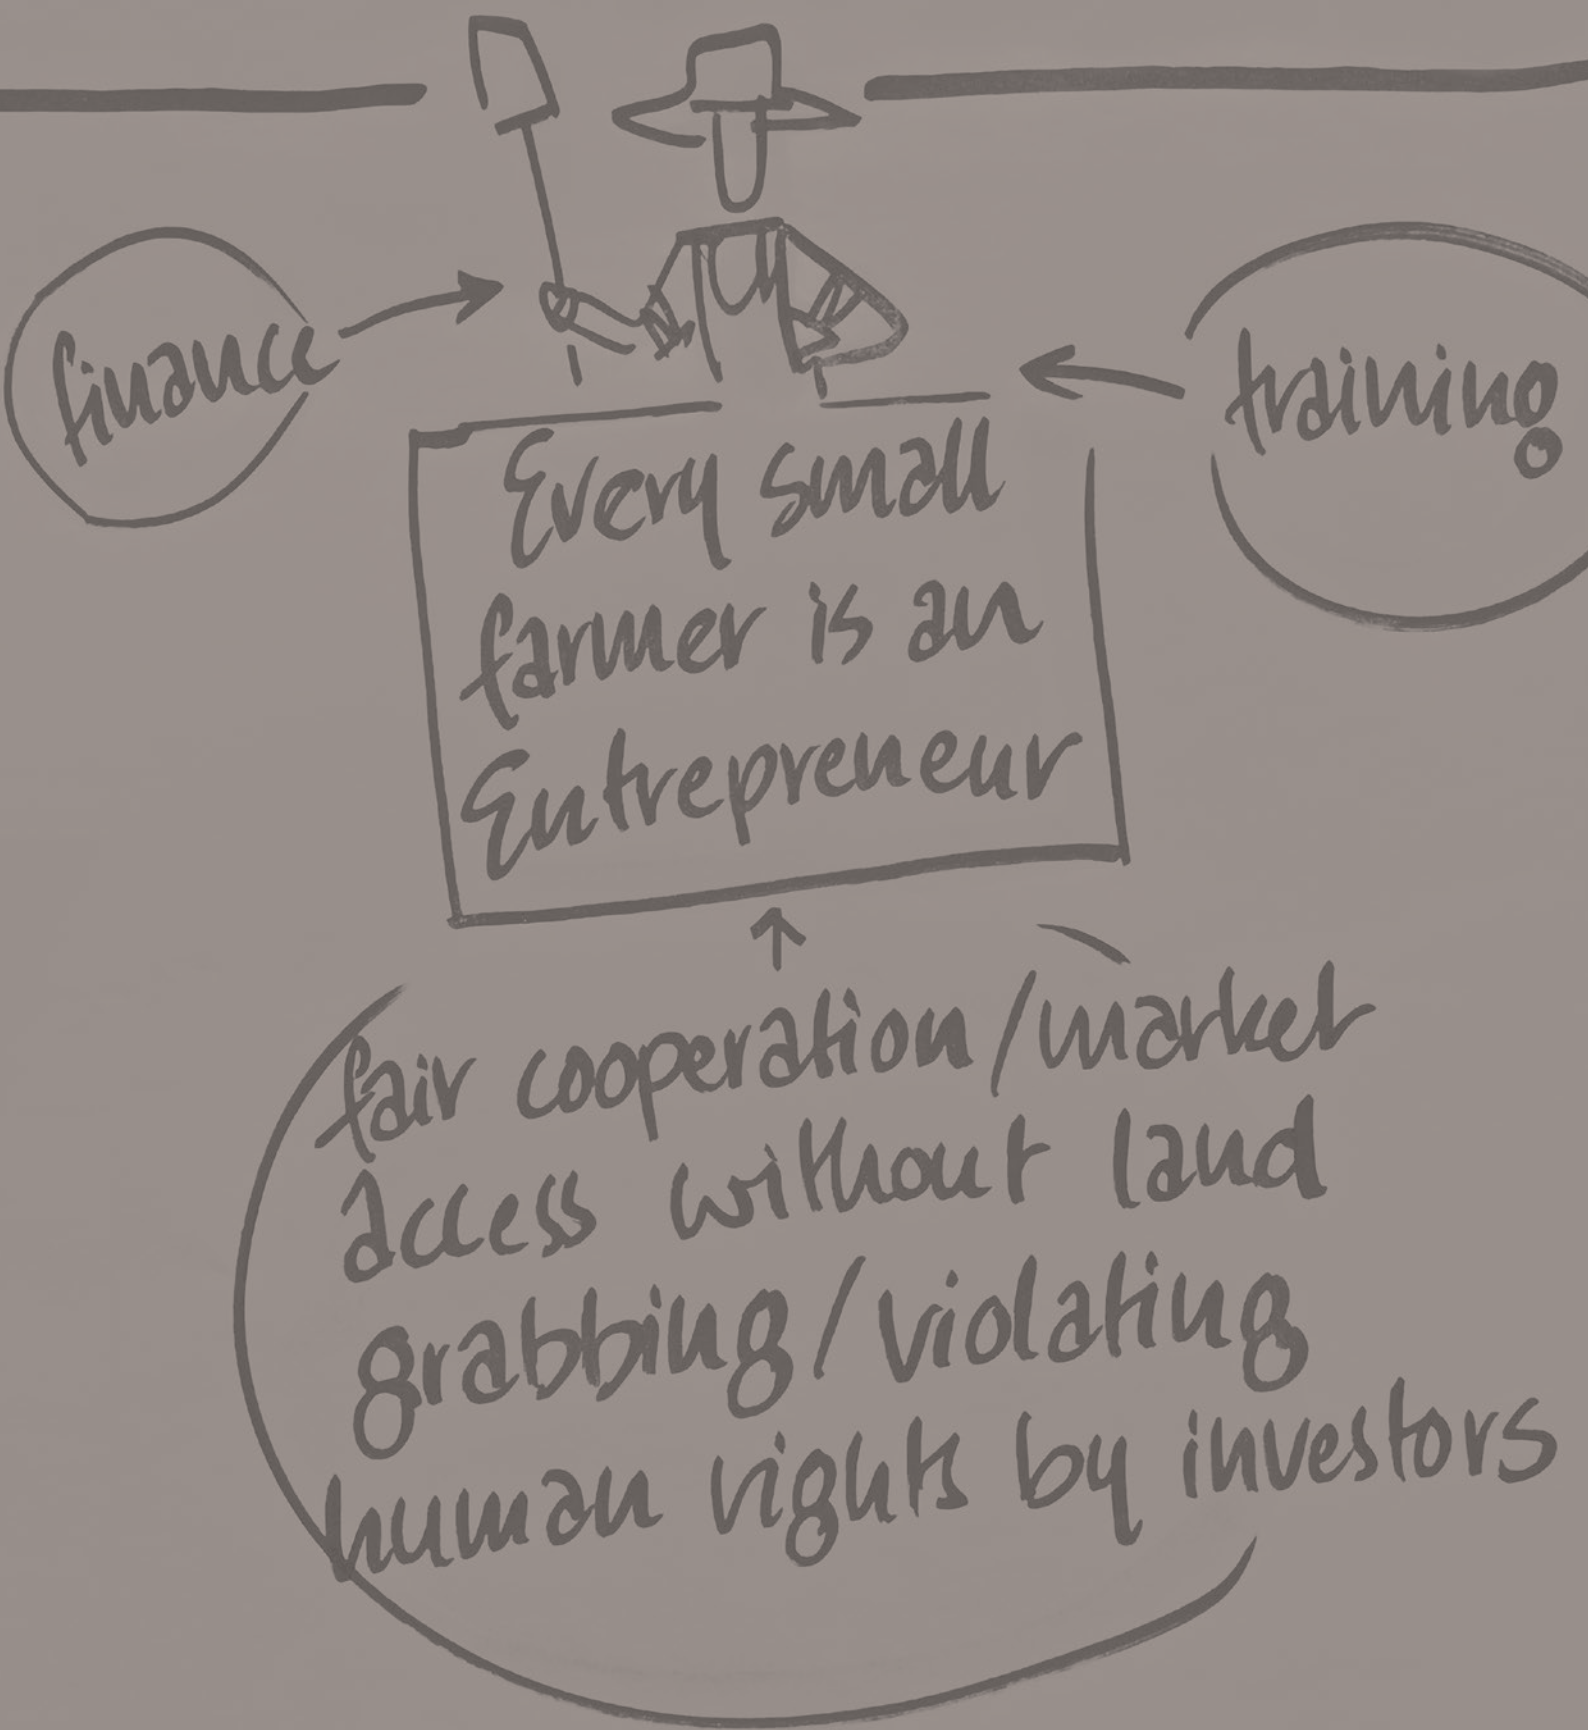 finance
training
Every small
farmer is an
Entrepreneur
fair cooperation/market
access without land
grabbing/violating
human rights by investors